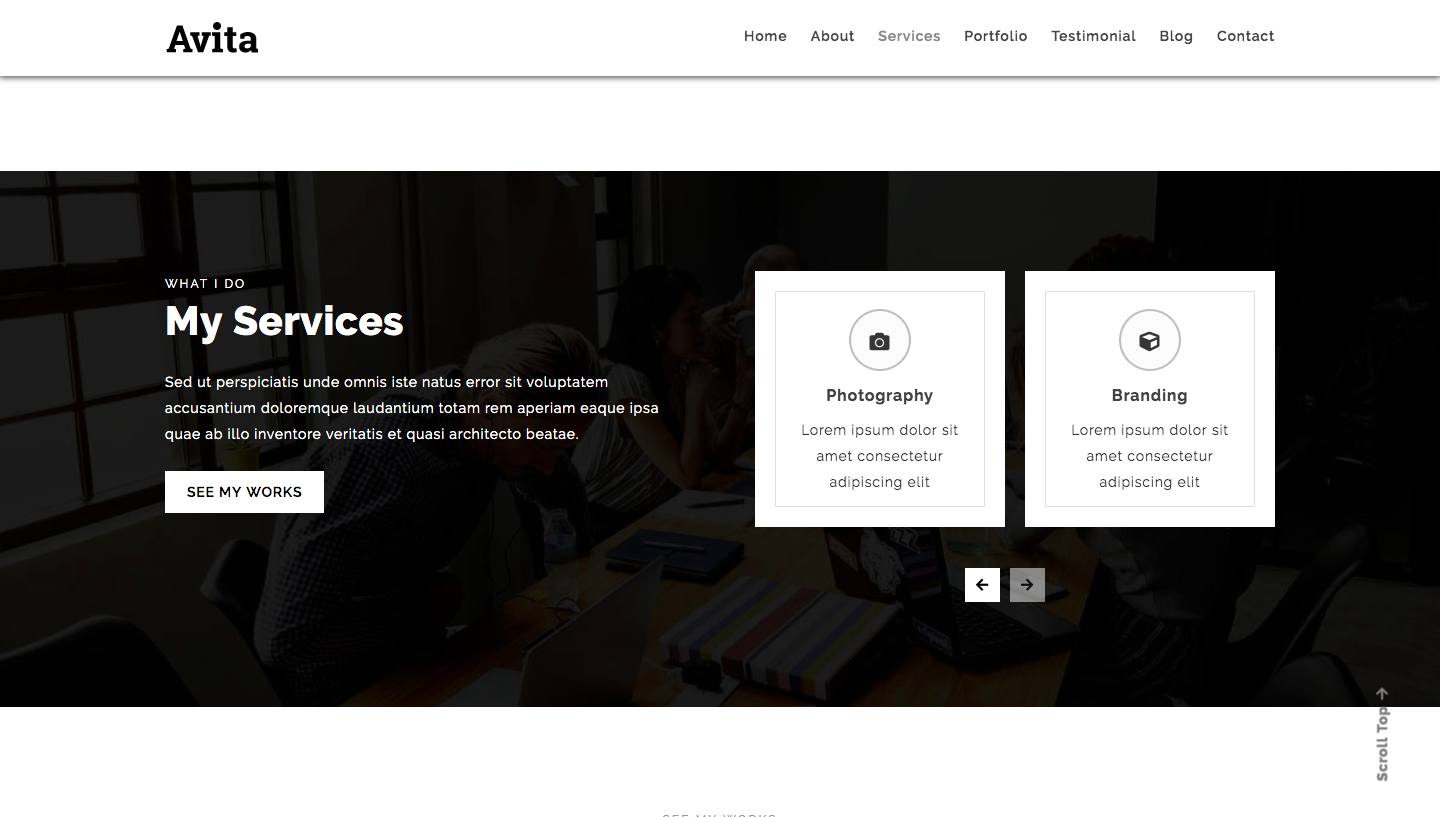 Avita
Home About Services Portfolio Testimonial Blog Contact
WHAT I DO
My Services
Sed ut perspiciatis unde omnis iste natus error sit voluptatem
accusantium doloremque laudantium totam rem aperiam eaque ipsa
quae ab illo inventore veritatis et quasi architecto beatae.
SEE MY WORKS
Photography
Lorem ipsum dolor sit
amet consectetur
adipiscing elit
Branding
Lorem ipsum dolor sit
amet consectetur
adipiscing elit
Scroll Top →
SEE MY WORKS